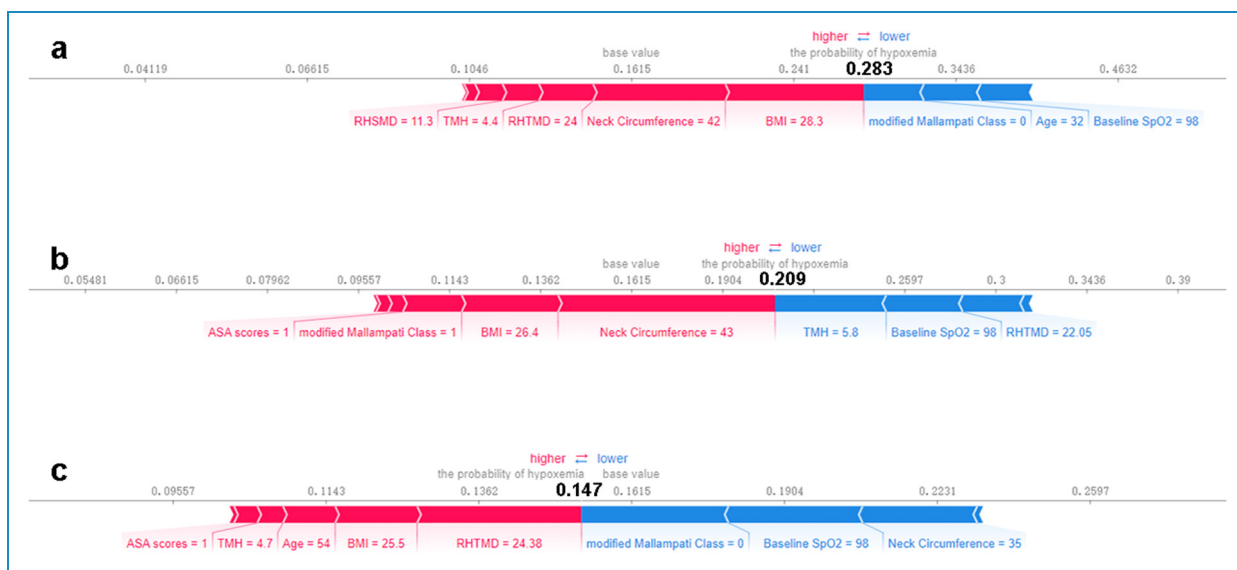 a
higher ⇄ lower
base value the probability of hypoxemia
0.04119 0.06615 0.1046 0.1615 0.241 0.283 0.3436 0.4632
RHSMD = 11.3 TMH = 4.4 RHTMD = 24 Neck Circumference = 42 BMI = 28.3 modified Mallampati Class = 0 Age = 32 Baseline SpO2 = 98
b
higher ⇄ lower
base value the probability of hypoxemia
0.05481 0.06615 0.07962 0.09557 0.1143 0.1362 0.1615 0.1904 0.209 0.2597 0.3 0.3436 0.39
ASA scores = 1 modified Mallampati Class = 1 BMI = 26.4 Neck Circumference = 43 TMH = 5.8 Baseline SpO2 = 98 RHTMD = 22.05
c
higher ⇄ lower
the probability of hypoxemia base value
0.09557 0.1143 0.1362 0.147 0.1615 0.1904 0.2231 0.2597
ASA scores = 1 TMH = 4.7 Age = 54 BMI = 25.5 RHTMD = 24.38 modified Mallampati Class = 0 Baseline SpO2 = 98 Neck Circumference = 35